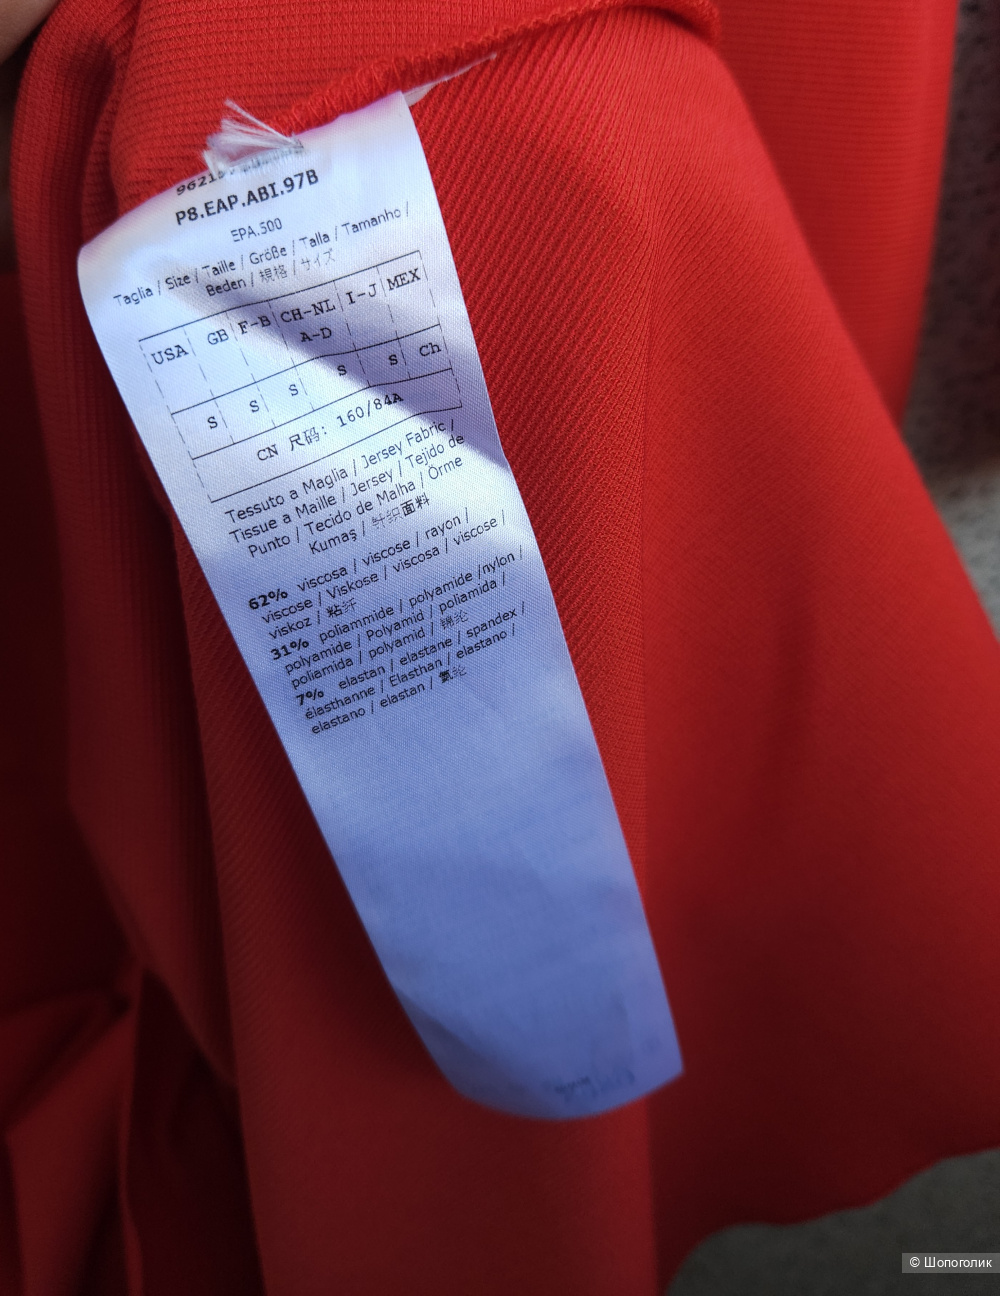 P8.EAP.ABI.97B
EPA.500
Taglia / Size / Taille / Größe / Talla / Tamanho /
Beden / 規格 / サイズ
USA GB F-B CH-NL I-J MEX
A-D
S S S S S Ch
CN 尺码: 160/84A
Tessuto a Maglia / Jersey Fabric /
Tissue a Maille / Jersey / Tejido de
Punto / Tecido de Malha / Örme
Kumaş / 针织面料
62% viscosa / viscose / rayon /
viscose / Viskose / viscosa / viscose /
viskoz / 粘纤
31% poliammide / polyamide /nylon /
polyamide / Polyamid / poliamida /
poliamida / polyamid / 锦纶
7% elastan / elastane / spandex /
élasthanne / Elasthan / elastano /
elastano / elastan / 氨纶
© Шопоголик